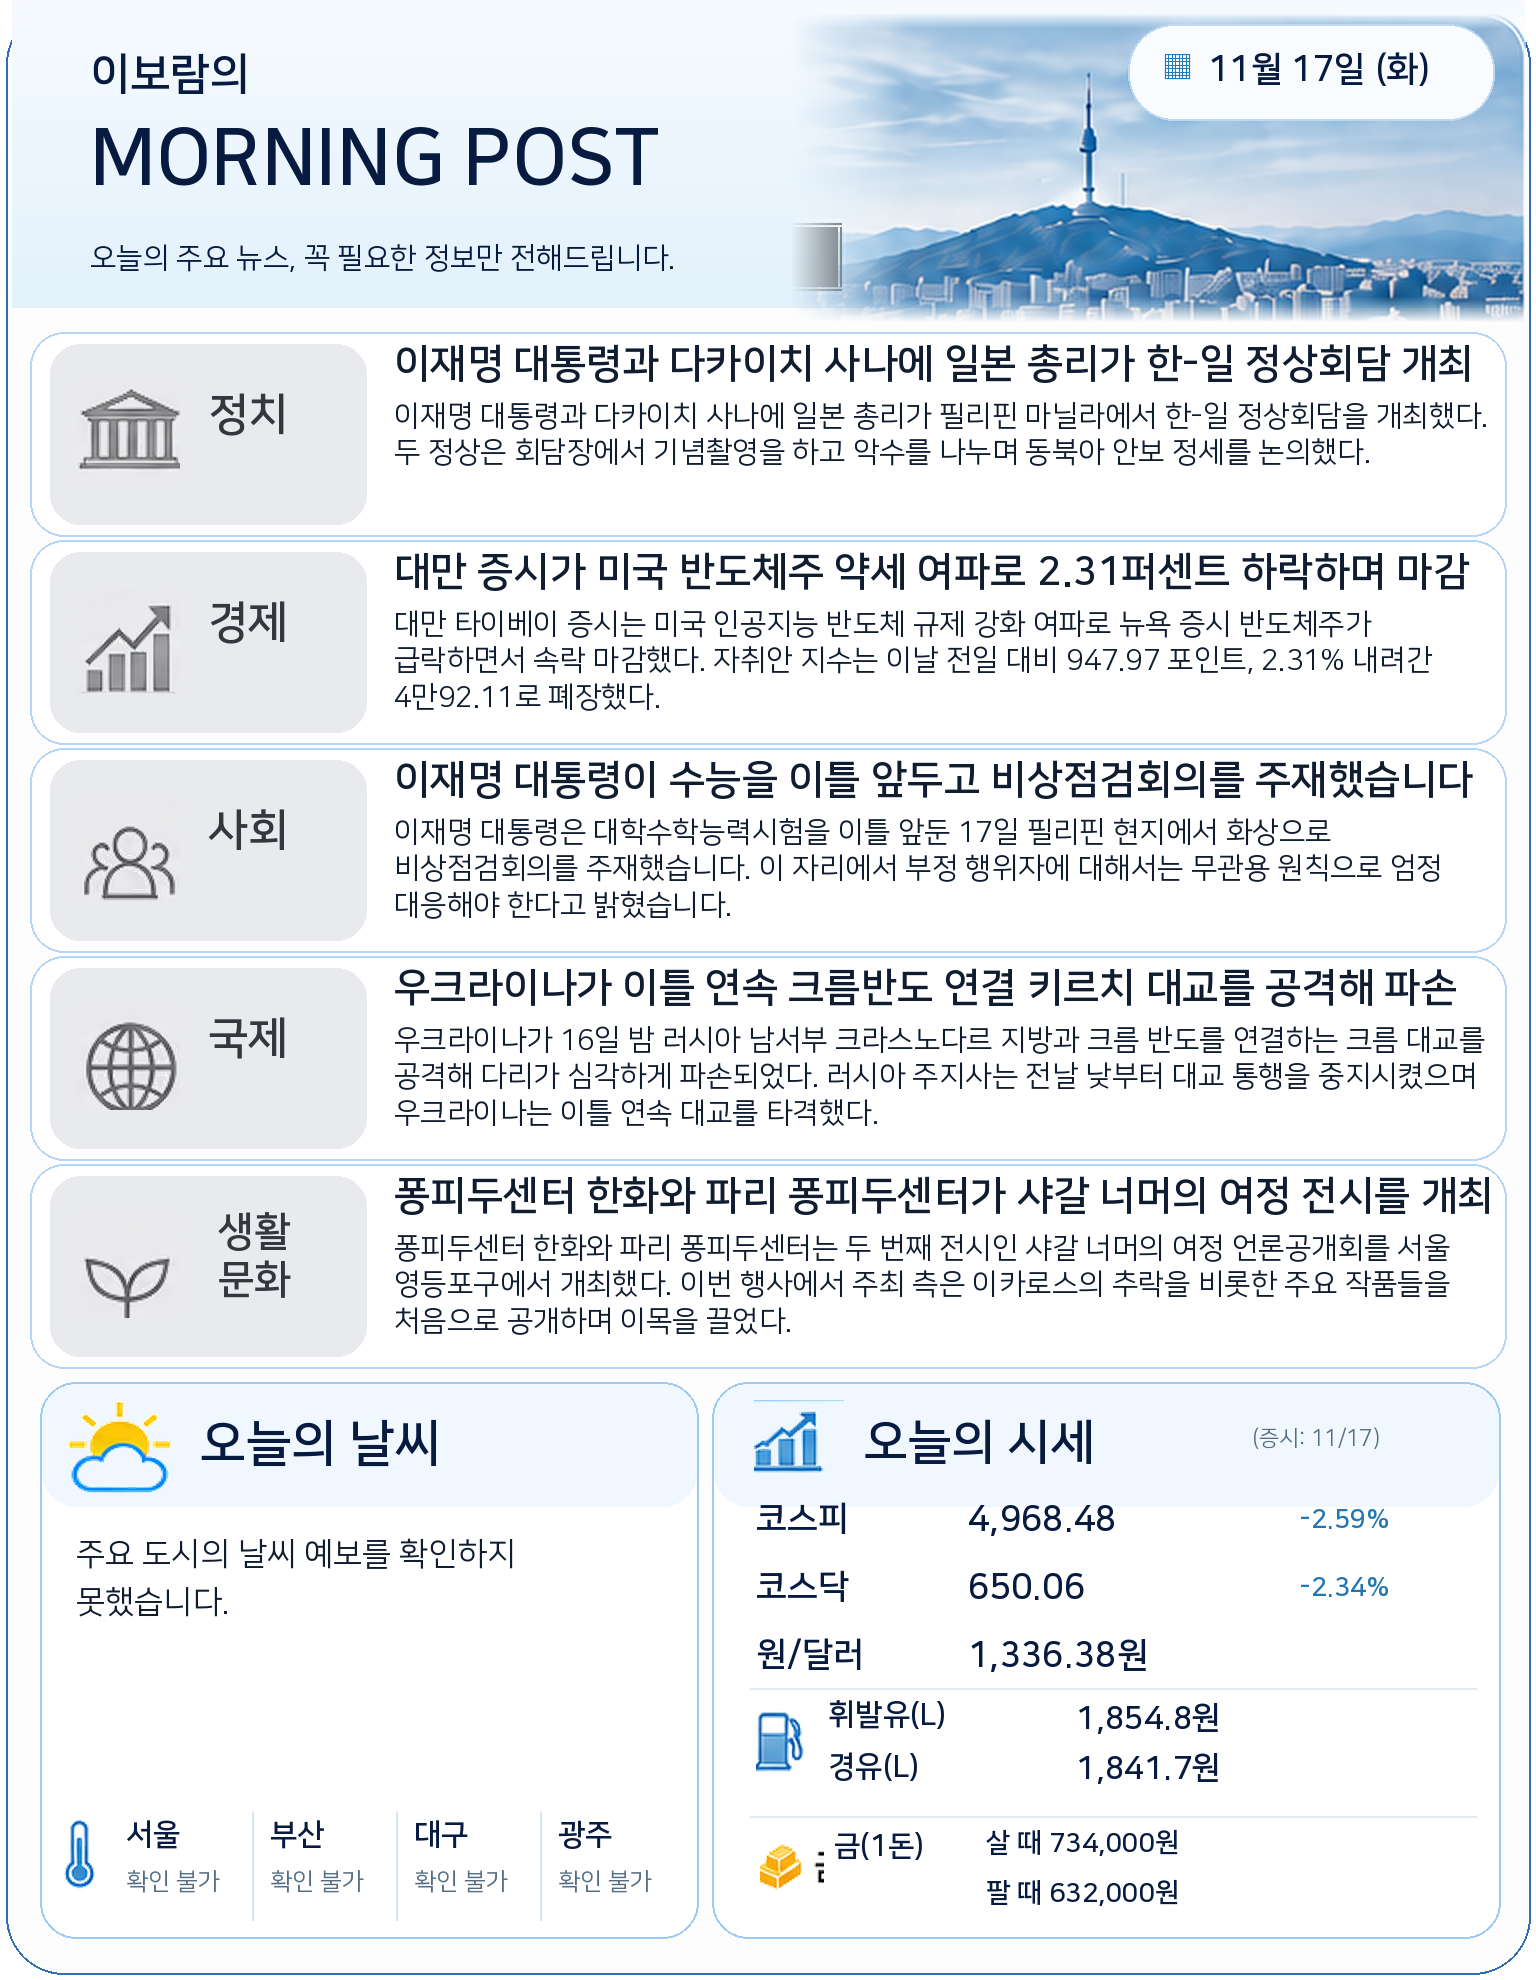 이보람의
MORNING POST
오늘의 주요 뉴스, 꼭 필요한 정보만 전해드립니다.
11월 17일 (화)
정치
이재명 대통령과 다카이치 사나에 일본 총리가 한-일 정상회담 개최
이재명 대통령과 다카이치 사나에 일본 총리가 필리핀 마닐라에서 한-일 정상회담을 개최했다.
두 정상은 회담장에서 기념촬영을 하고 악수를 나누며 동북아 안보 정세를 논의했다.
경제
대만 증시가 미국 반도체주 약세 여파로 2.31퍼센트 하락하며 마감
대만 타이베이 증시는 미국 인공지능 반도체 규제 강화 여파로 뉴욕 증시 반도체주가
급락하면서 속락 마감했다. 자취안 지수는 이날 전일 대비 947.97 포인트, 2.31% 내려간
4만92.11로 폐장했다.
사회
이재명 대통령이 수능을 이틀 앞두고 비상점검회의를 주재했습니다
이재명 대통령은 대학수학능력시험을 이틀 앞둔 17일 필리핀 현지에서 화상으로
비상점검회의를 주재했습니다. 이 자리에서 부정 행위자에 대해서는 무관용 원칙으로 엄정
대응해야 한다고 밝혔습니다.
국제
우크라이나가 이틀 연속 크름반도 연결 키르치 대교를 공격해 파손
우크라이나가 16일 밤 러시아 남서부 크라스노다르 지방과 크름 반도를 연결하는 크름 대교를
공격해 다리가 심각하게 파손되었다. 러시아 주지사는 전날 낮부터 대교 통행을 중지시켰으며
우크라이나는 이틀 연속 대교를 타격했다.
생활
문화
퐁피두센터 한화와 파리 퐁피두센터가 샤갈 너머의 여정 전시를 개최
퐁피두센터 한화와 파리 퐁피두센터는 두 번째 전시인 샤갈 너머의 여정 언론공개회를 서울
영등포구에서 개최했다. 이번 행사에서 주최 측은 이카로스의 추락을 비롯한 주요 작품들을
처음으로 공개하며 이목을 끌었다.
오늘의 날씨
주요 도시의 날씨 예보를 확인하지
못했습니다.
서울 부산 대구 광주
확인 불가 확인 불가 확인 불가 확인 불가
오늘의 시세 (증시: 11/17)
코스피 4,968.48 -2.59%
코스닥 650.06 -2.34%
원/달러 1,336.38원
휘발유(L) 1,854.8원
경유(L) 1,841.7원
금(1돈) 살 때 734,000원
팔 때 632,000원